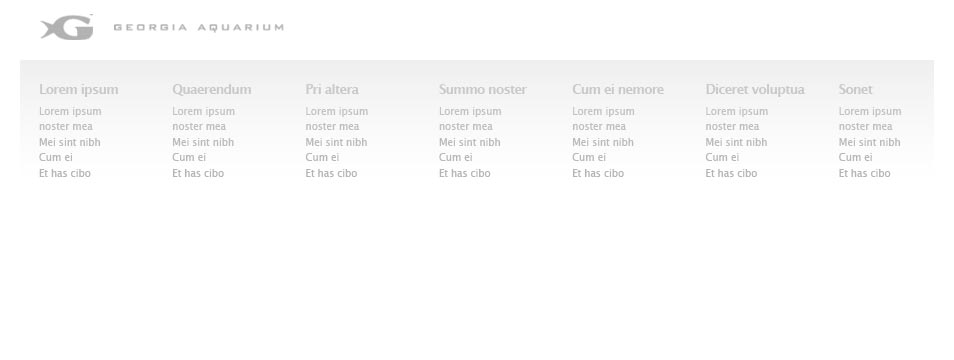 GEORGIA AQUARIUM
Lorem ipsum
Lorem ipsum
noster mea
Mei sint nibh
Cum ei
Et has cibo
Quaerendum
Lorem ipsum
noster mea
Mei sint nibh
Cum ei
Et has cibo
Pri altera
Lorem ipsum
noster mea
Mei sint nibh
Cum ei
Et has cibo
Summo noster
Lorem ipsum
noster mea
Mei sint nibh
Cum ei
Et has cibo
Cum ei nemore
Lorem ipsum
noster mea
Mei sint nibh
Cum ei
Et has cibo
Diceret voluptua
Lorem ipsum
noster mea
Mei sint nibh
Cum ei
Et has cibo
Sonet
Lorem ipsum
noster mea
Mei sint nibh
Cum ei
Et has cibo